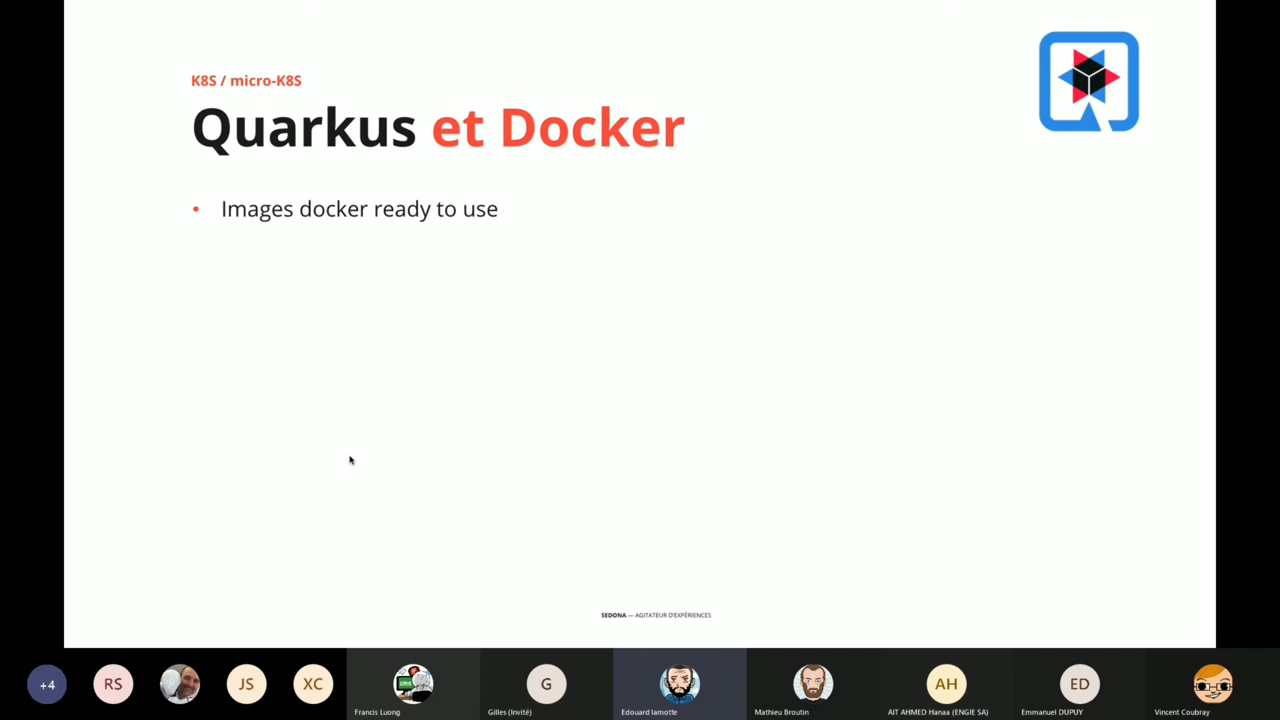 K8S / micro-K8S
Quarkus et Docker
• Images docker ready to use
SEDONA — AGITATEUR D'EXPÉRIENCES
+4
RS
JS
XC
G
AH
ED
Francis Luong
Gilles (Invité)
Edouard lamotte
Mathieu Broutin
AIT AHMED Hanaa (ENGIE SA)
Emmanuel DUPUY
Vincent Coubray